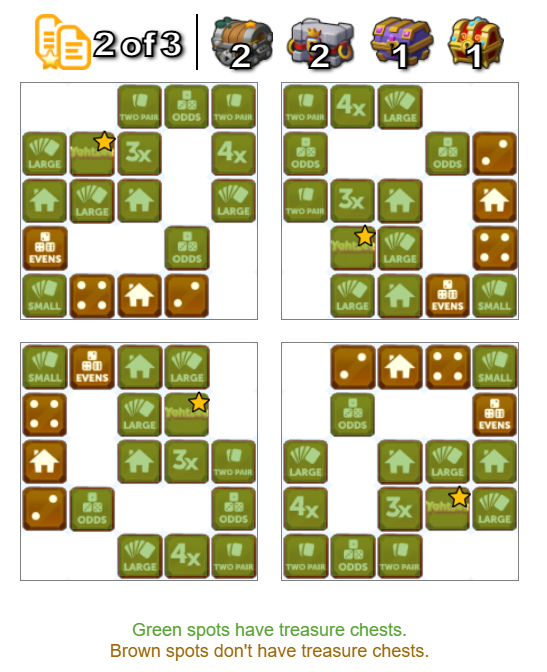 2 of 3 2 2 1 1
TWO PAIR ODDS TWO PAIR
LARGE 3x 4x
LARGE LARGE
EVENS ODDS
SMALL
TWO PAIR 4x LARGE
ODDS ODDS
TWO PAIR 3x
LARGE
LARGE EVENS SMALL
SMALL EVENS LARGE
LARGE
3x TWO PAIR
ODDS ODDS
LARGE 4x TWO PAIR
SMALL
ODDS EVENS
LARGE LARGE
4x 3x LARGE
TWO PAIR ODDS TWO PAIR
Green spots have treasure chests.
Brown spots don't have treasure chests.